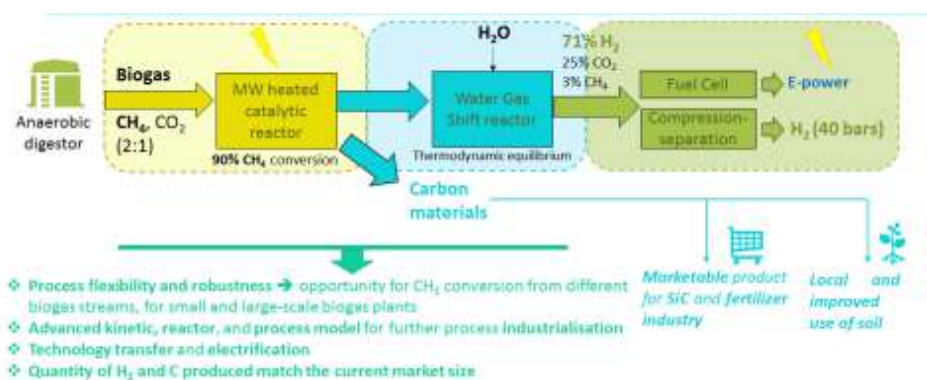 Anaerobic
digestor
Biogas
CH₄, CO₂
(2:1)
MW heated
catalytic
reactor
90% CH₄ conversion
H₂O
Water Gas
Shift reactor
Thermodynamic equilibrium
71% H₂
25% CO₂
3% CH₄
Fuel Cell
E-power
Compression-
separation
H₂ (40 bars)
Carbon
materials
Marketable product
for SiC and fertilizer
industry
Local and
improved
use of soil
❖ Process flexibility and robustness ➔ opportunity for CH₄ conversion from different
biogas streams, for small and large-scale biogas plants
❖ Advanced kinetic, reactor, and process model for further process industrialisation
❖ Technology transfer and electrification
❖ Quantity of H₂ and C produced match the current market size